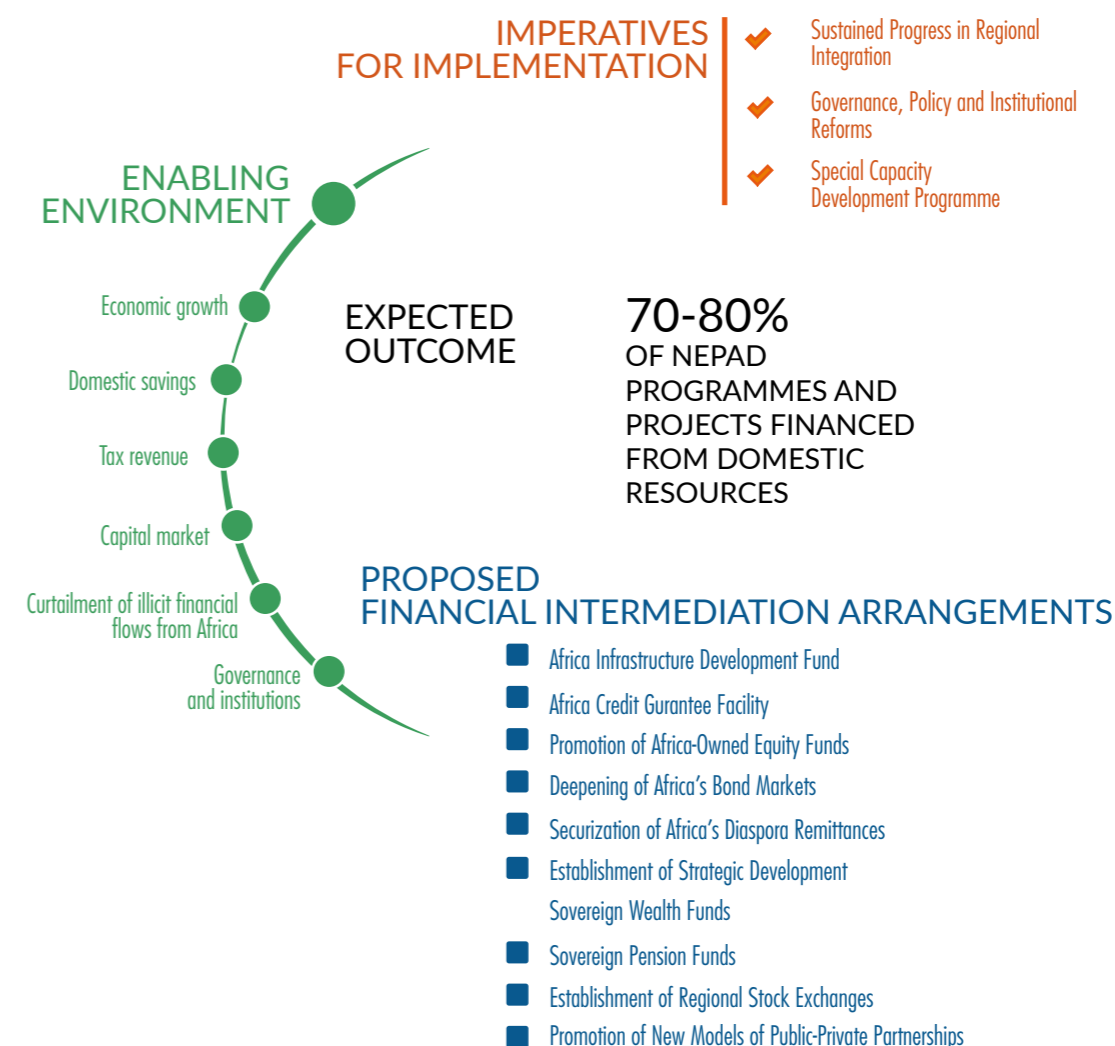 IMPERATIVES
FOR IMPLEMENTATION
Sustained Progress in Regional
Integration
Governance, Policy and Institutional
Reforms
Special Capacity
Development Programme
ENABLING
ENVIRONMENT
Economic growth
Domestic savings
Tax revenue
Capital market
Curtailment of illicit financial
flows from Africa
Governance
and institutions
EXPECTED
OUTCOME
70-80%
OF NEPAD
PROGRAMMES AND
PROJECTS FINANCED
FROM DOMESTIC
RESOURCES
PROPOSED
FINANCIAL INTERMEDIATION ARRANGEMENTS
Africa Infrastructure Development Fund
Africa Credit Gurantee Facility
Promotion of Africa-Owned Equity Funds
Deepening of Africa’s Bond Markets
Securization of Africa’s Diaspora Remittances
Establishment of Strategic Development
Sovereign Wealth Funds
Sovereign Pension Funds
Establishment of Regional Stock Exchanges
Promotion of New Models of Public-Private Partnerships